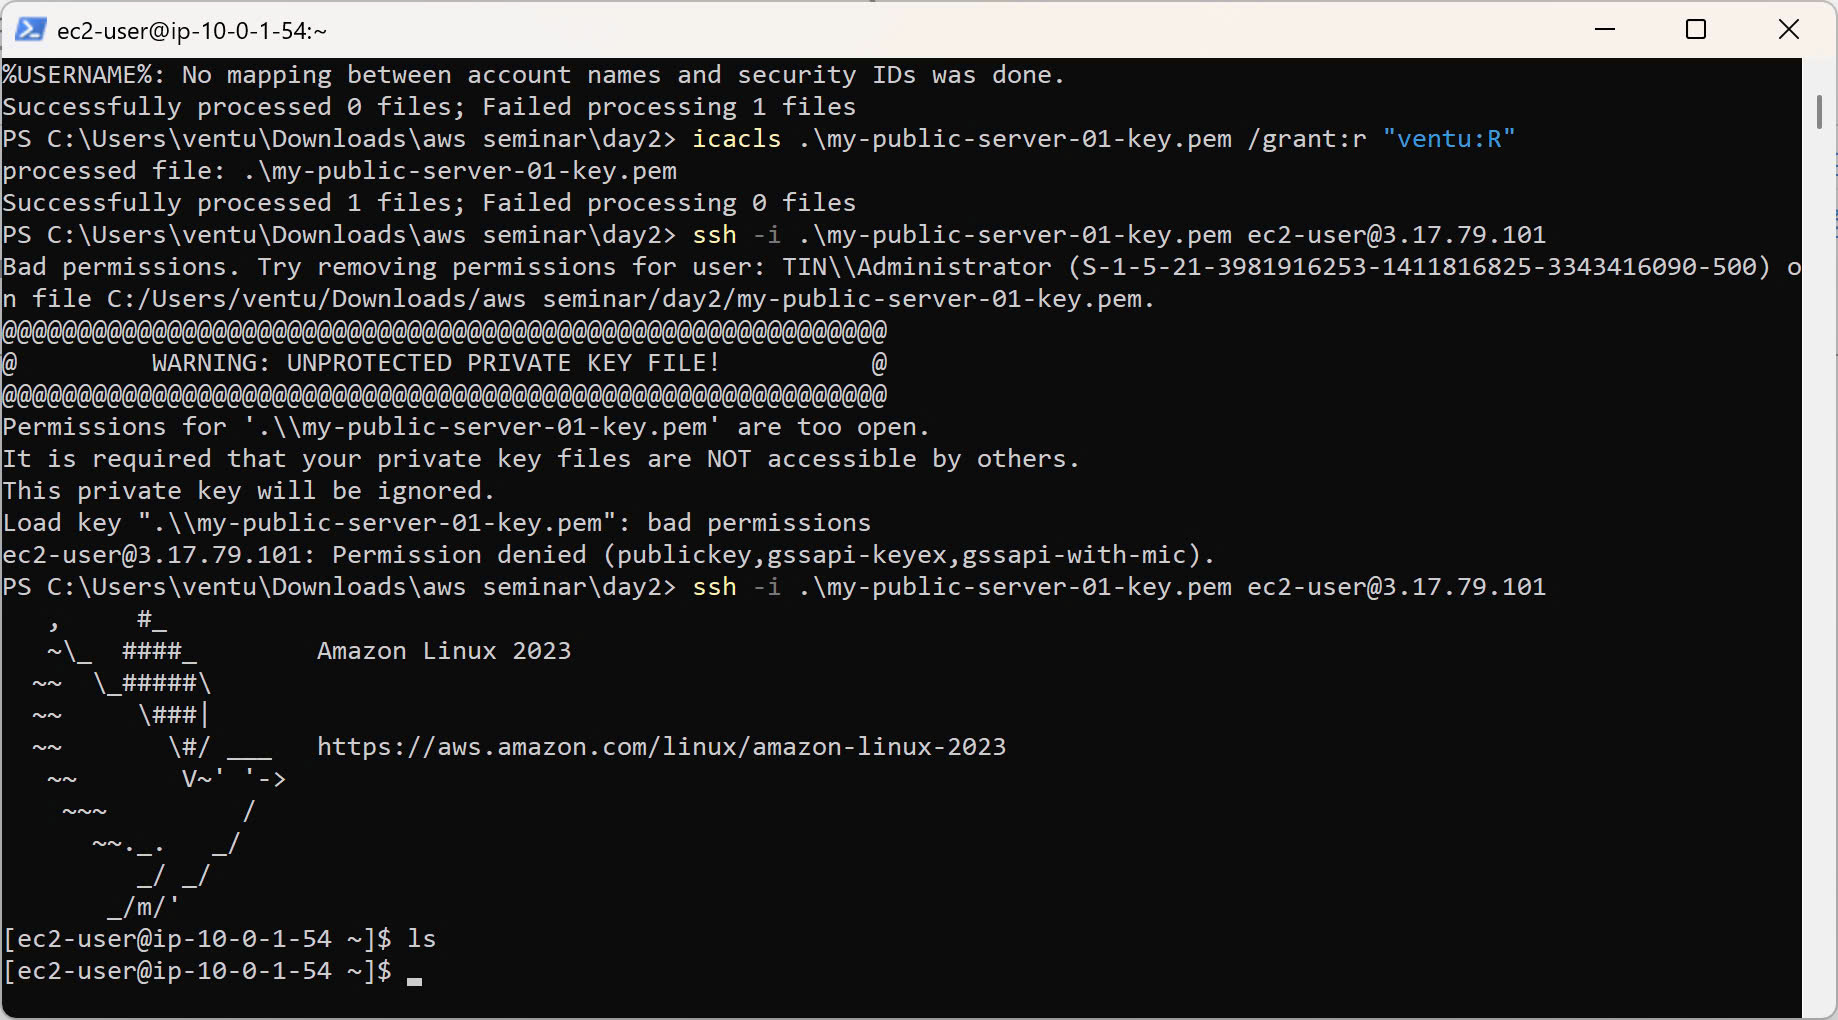 ec2-user@ip-10-0-1-54:~
%USERNAME%: No mapping between account names and security IDs was done.
Successfully processed 0 files; Failed processing 1 files
PS C:\Users\ventu\Downloads\aws seminar\day2> icacls .\my-public-server-01-key.pem /grant:r "ventu:R"
processed file: .\my-public-server-01-key.pem
Successfully processed 1 files; Failed processing 0 files
PS C:\Users\ventu\Downloads\aws seminar\day2> ssh -i .\my-public-server-01-key.pem ec2-user@3.17.79.101
Bad permissions. Try removing permissions for user: TIN\\Administrator (S-1-5-21-3981916253-1411816825-3343416090-500) o
n file C:/Users/ventu/Downloads/aws seminar/day2/my-public-server-01-key.pem.
@@@@@@@@@@@@@@@@@@@@@@@@@@@@@@@@@@@@@@@@@@@@@@@@@@@@@@@@@@@
@         WARNING: UNPROTECTED PRIVATE KEY FILE!          @
@@@@@@@@@@@@@@@@@@@@@@@@@@@@@@@@@@@@@@@@@@@@@@@@@@@@@@@@@@@
Permissions for '.\\my-public-server-01-key.pem' are too open.
It is required that your private key files are NOT accessible by others.
This private key will be ignored.
Load key ".\\my-public-server-01-key.pem": bad permissions
ec2-user@3.17.79.101: Permission denied (publickey,gssapi-keyex,gssapi-with-mic).
PS C:\Users\ventu\Downloads\aws seminar\day2> ssh -i .\my-public-server-01-key.pem ec2-user@3.17.79.101
   ,     #_
   ~\_  ####_        Amazon Linux 2023
  ~~  \_#####\
  ~~     \###|
  ~~       \#/ ___   https://aws.amazon.com/linux/amazon-linux-2023
   ~~       V~' '->
    ~~~         /
      ~~._.   _/
         _/ _/
       _/m/'
[ec2-user@ip-10-0-1-54 ~]$ ls
[ec2-user@ip-10-0-1-54 ~]$